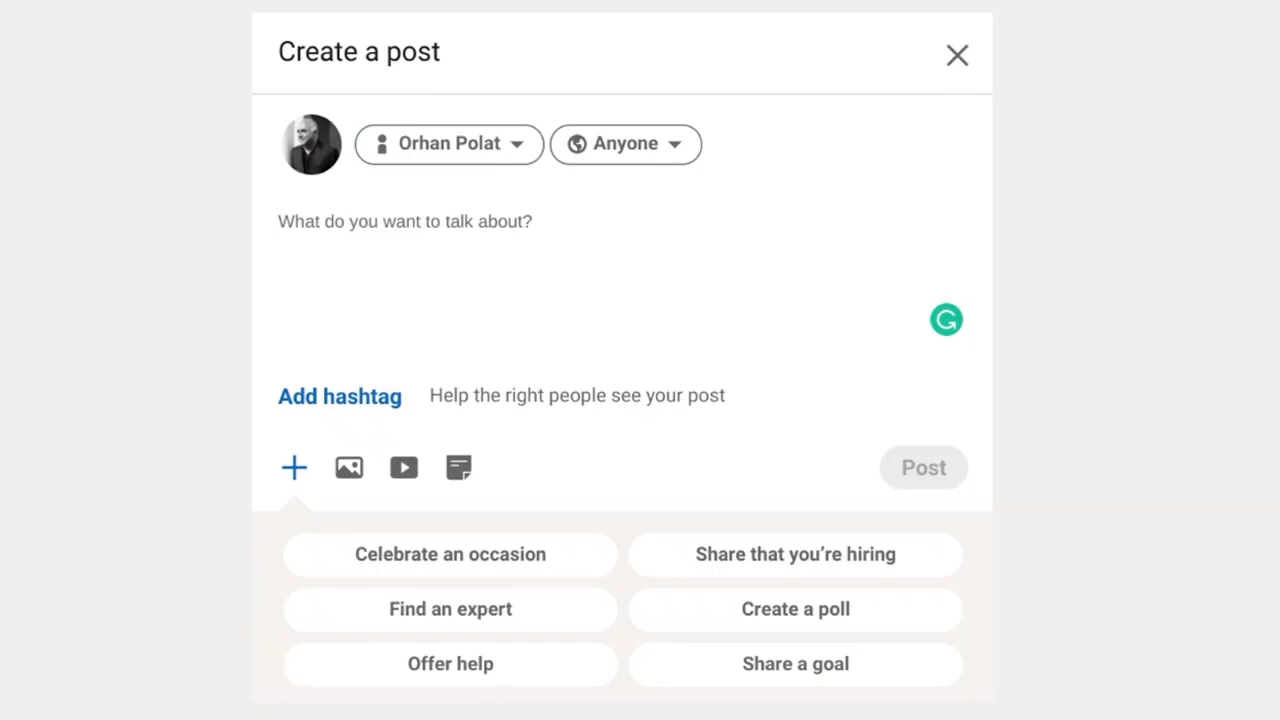 Create a post
Orhan Polat
Anyone
What do you want to talk about?
Add hashtag Help the right people see your post
Post
Celebrate an occasion Share that you’re hiring
Find an expert Create a poll
Offer help Share a goal